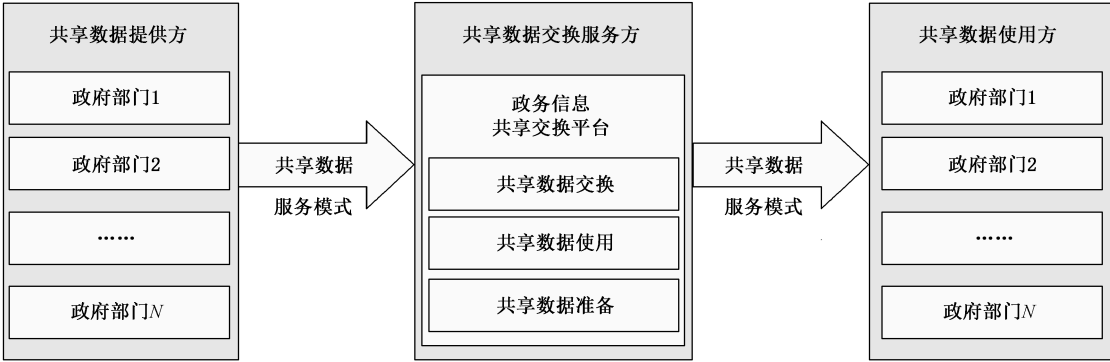 共享数据提供方
政府部门1
政府部门2
……
政府部门N
共享数据
服务模式
共享数据交换服务方
政务信息
共享交换平台
共享数据交换
共享数据使用
共享数据准备
共享数据
服务模式
共享数据使用方
政府部门1
政府部门2
……
政府部门N